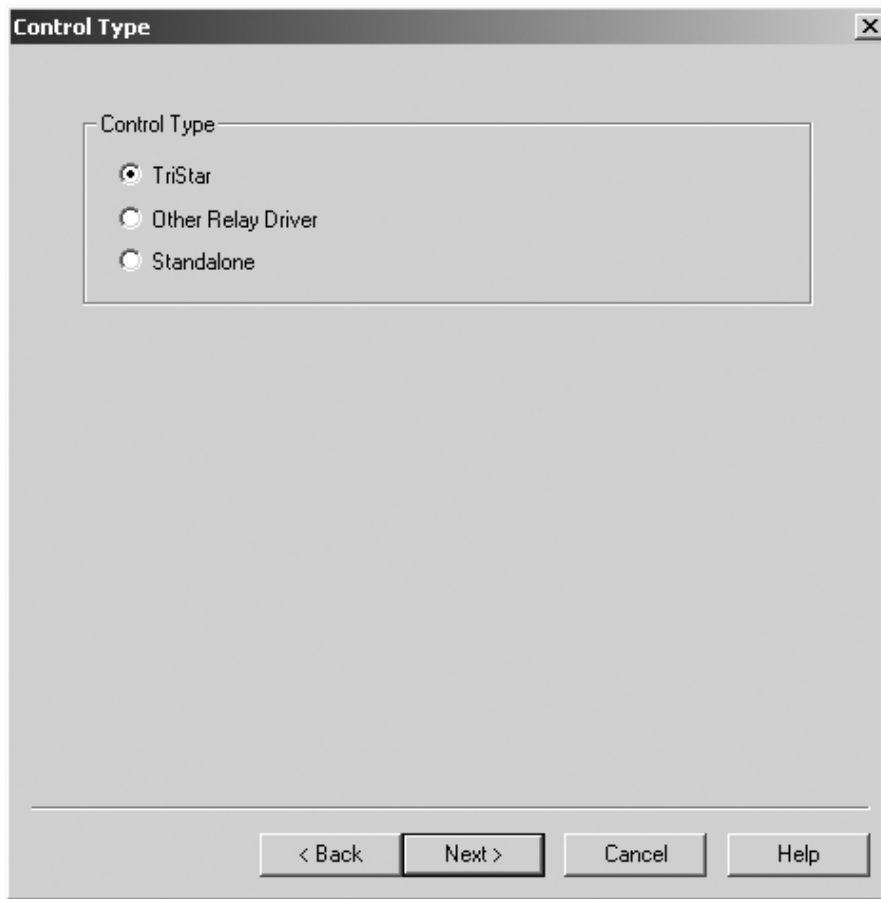 Control Type
Control Type
TriStar
Other Relay Driver
Standalone
< Back Next > Cancel Help